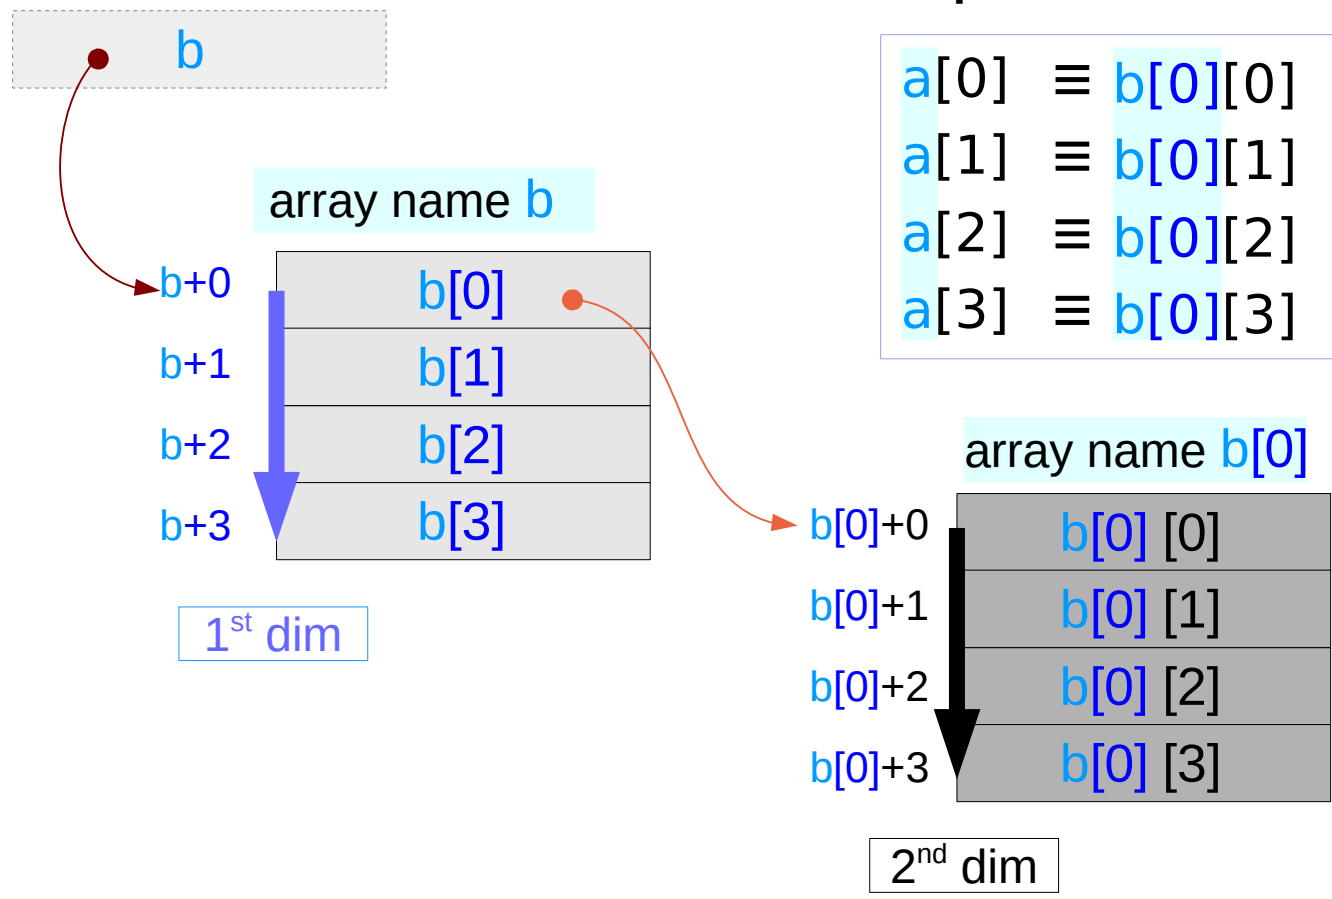 b
a[0] ≡ b[0][0]
a[1] ≡ b[0][1]
a[2] ≡ b[0][2]
a[3] ≡ b[0][3]
array name b
b+0 b[0]
b+1 b[1]
b+2 b[2]
b+3 b[3]
1st dim
array name b[0]
b[0]+0 b[0] [0]
b[0]+1 b[0] [1]
b[0]+2 b[0] [2]
b[0]+3 b[0] [3]
2nd dim